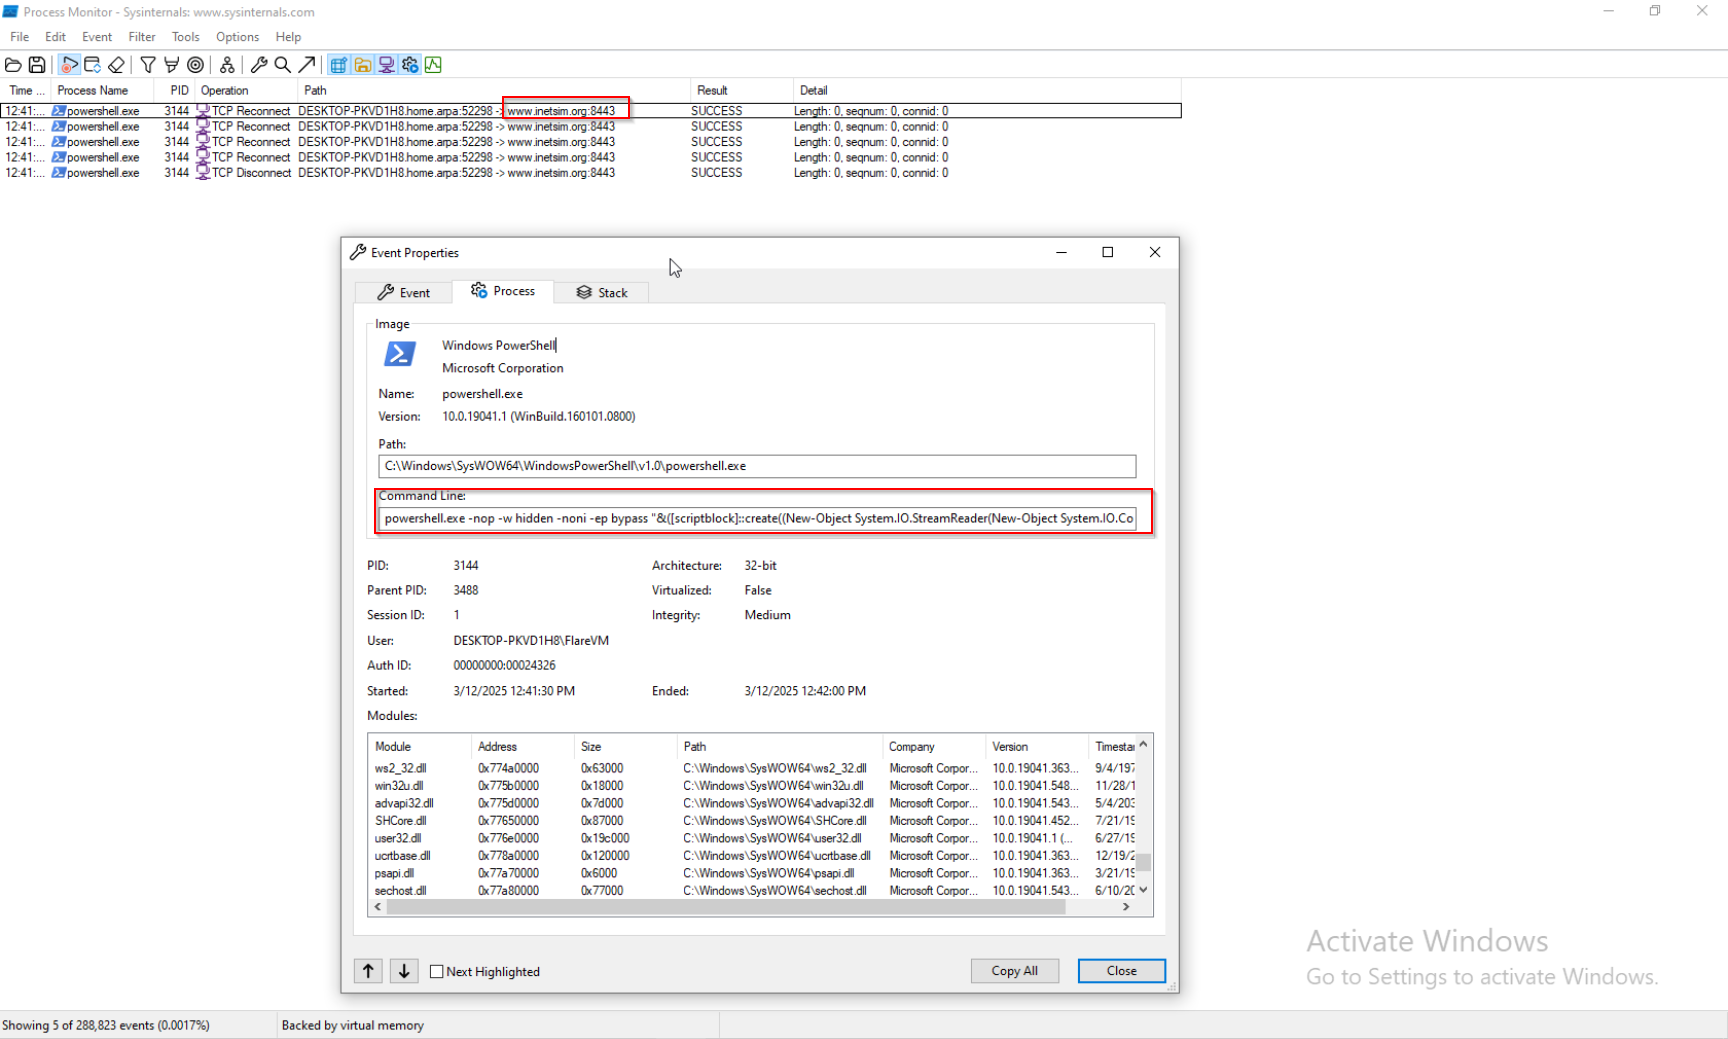 Process Monitor - Sysinternals: www.sysinternals.com
File Edit Event Filter Tools Options Help
Time ... Process Name PID Operation Path Result Detail
12:41:... powershell.exe 3144 TCP Reconnect DESKTOP-PKVD1H8.home.arpa:52298 -> www.inetsim.org:8443 SUCCESS Length: 0, seqnum: 0, connid: 0
12:41:... powershell.exe 3144 TCP Reconnect DESKTOP-PKVD1H8.home.arpa:52298 -> www.inetsim.org:8443 SUCCESS Length: 0, seqnum: 0, connid: 0
12:41:... powershell.exe 3144 TCP Reconnect DESKTOP-PKVD1H8.home.arpa:52298 -> www.inetsim.org:8443 SUCCESS Length: 0, seqnum: 0, connid: 0
12:41:... powershell.exe 3144 TCP Reconnect DESKTOP-PKVD1H8.home.arpa:52298 -> www.inetsim.org:8443 SUCCESS Length: 0, seqnum: 0, connid: 0
12:41:... powershell.exe 3144 TCP Disconnect DESKTOP-PKVD1H8.home.arpa:52298 -> www.inetsim.org:8443 SUCCESS Length: 0, seqnum: 0, connid: 0
Event Properties
Event Process Stack
Image
Windows PowerShell
Microsoft Corporation
Name: powershell.exe
Version: 10.0.19041.1 (WinBuild.160101.0800)
Path:
C:\Windows\SysWOW64\WindowsPowerShell\v1.0\powershell.exe
Command Line:
powershell.exe -nop -w hidden -noni -ep bypass "&([scriptblock]::create((New-Object System.IO.StreamReader(New-Object System.IO.Co
PID: 3144 Architecture: 32-bit
Parent PID: 3488 Virtualized: False
Session ID: 1 Integrity: Medium
User: DESKTOP-PKVD1H8\FlareVM
Auth ID: 00000000:00024326
Started: 3/12/2025 12:41:30 PM Ended: 3/12/2025 12:42:00 PM
Modules:
Module Address Size Path Company Version Timestar
ws2_32.dll 0x774a0000 0x63000 C:\Windows\SysWOW64\ws2_32.dll Microsoft Corpor... 10.0.19041.363... 9/4/197
win32u.dll 0x775b0000 0x18000 C:\Windows\SysWOW64\win32u.dll Microsoft Corpor... 10.0.19041.548... 11/28/1
advapi32.dll 0x775d0000 0x7d000 C:\Windows\SysWOW64\advapi32.dll Microsoft Corpor... 10.0.19041.543... 5/4/203
SHCore.dll 0x77650000 0x87000 C:\Windows\SysWOW64\SHCore.dll Microsoft Corpor... 10.0.19041.452... 7/21/19
user32.dll 0x776e0000 0x19c000 C:\Windows\SysWOW64\user32.dll Microsoft Corpor... 10.0.19041.1 (... 6/27/19
ucrtbase.dll 0x778a0000 0x120000 C:\Windows\SysWOW64\ucrtbase.dll Microsoft Corpor... 10.0.19041.363... 12/19/2
psapi.dll 0x77a70000 0x6000 C:\Windows\SysWOW64\psapi.dll Microsoft Corpor... 10.0.19041.363... 3/21/19
sechost.dll 0x77a80000 0x77000 C:\Windows\SysWOW64\sechost.dll Microsoft Corpor... 10.0.19041.543... 6/10/20
Next Highlighted Copy All Close
Activate Windows
Go to Settings to activate Windows.
Showing 5 of 288,823 events (0.0017%) Backed by virtual memory